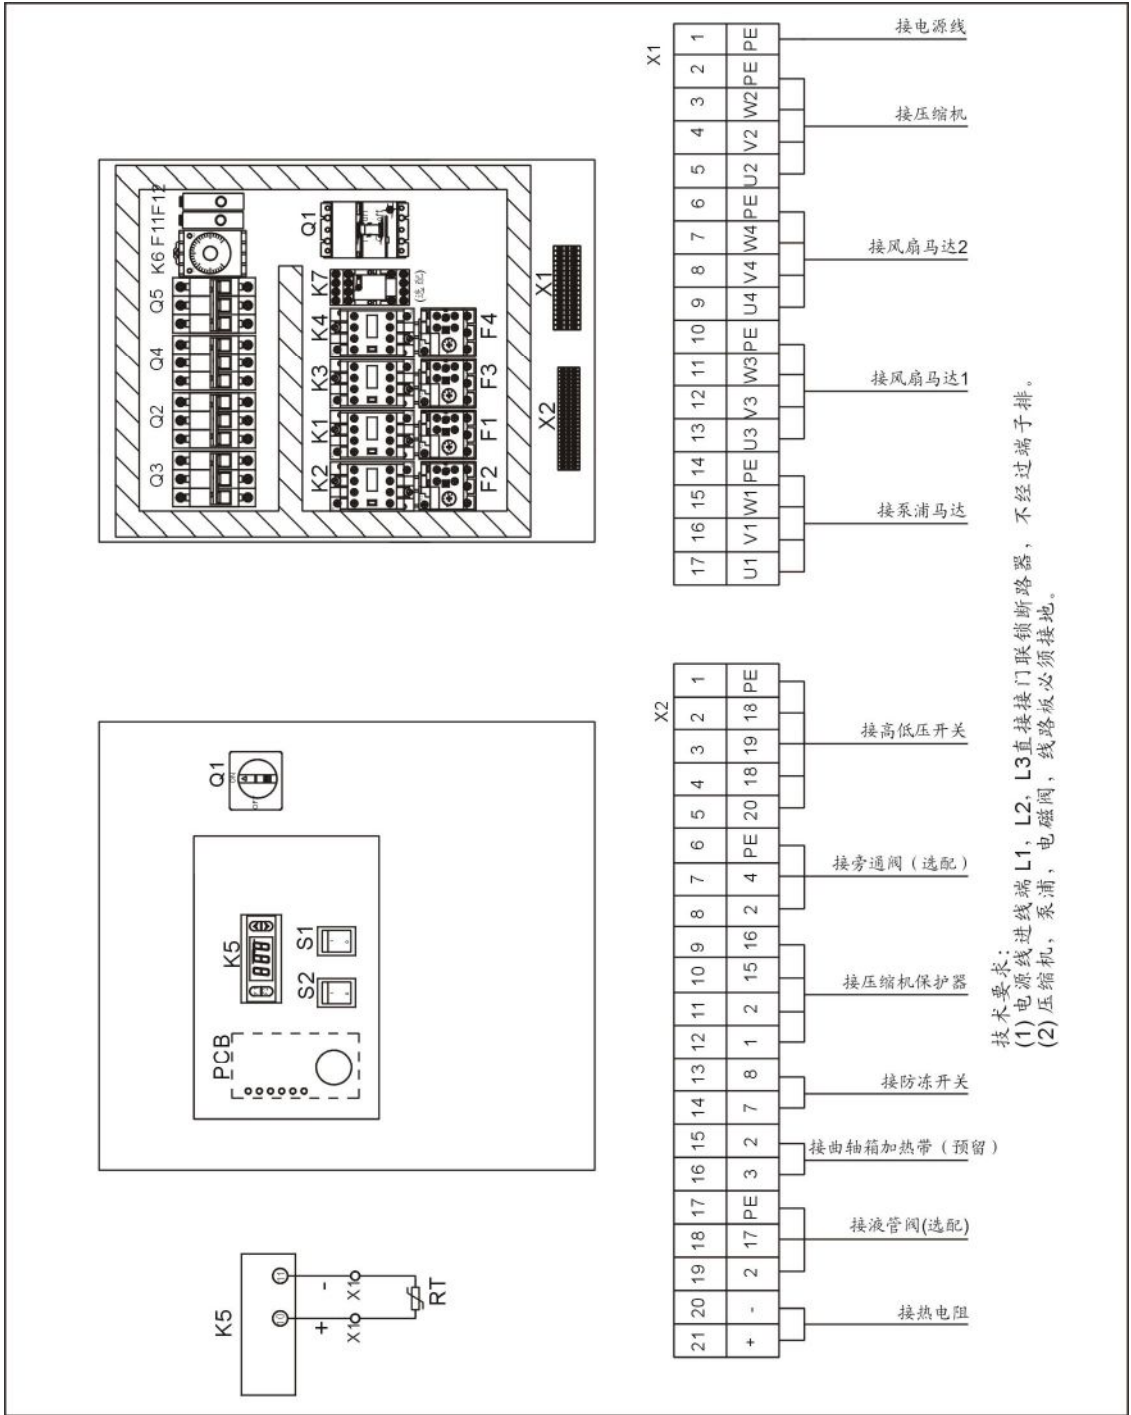 X1
1 PE
2 PE
3 W2
4 V2
5 U2
6 PE
7 W4
8 V4
9 U4
10 PE
11 W3
12 V3
13 U3
14 PE
15 W1
16 V1
17 U1
接电源线
接压缩机
接风扇马达2
接风扇马达1
接泵浦马达
F12
F11
K6
Q5
Q4
Q2
Q3
Q1
K7
(选配)
K4
K3
K1
K2
F4
F3
F1
F2
X1
X2
X2
1 PE
2 18
3 19
4 18
5 20
6 PE
7 4
8 2
9 16
10 15
11 2
12 1
13 8
14 7
15 2
16 3
17 PE
18 17
19 2
20 -
21 +
接高低压开关
接旁通阀（选配）
接压缩机保护器
接防冻开关
接曲轴箱加热带（预留）
接液管阀(选配)
接热电阻
Q1
ON
OFF
K5
S1
S2
PCB
K5
11
10
-
+
X1
X1
RT
技术要求：
(1) 电源线进线端 L1，L2，L3直接接门联锁断路器，不经过端子排。
(2) 压缩机，泵浦，电磁阀，线路板必须接地。